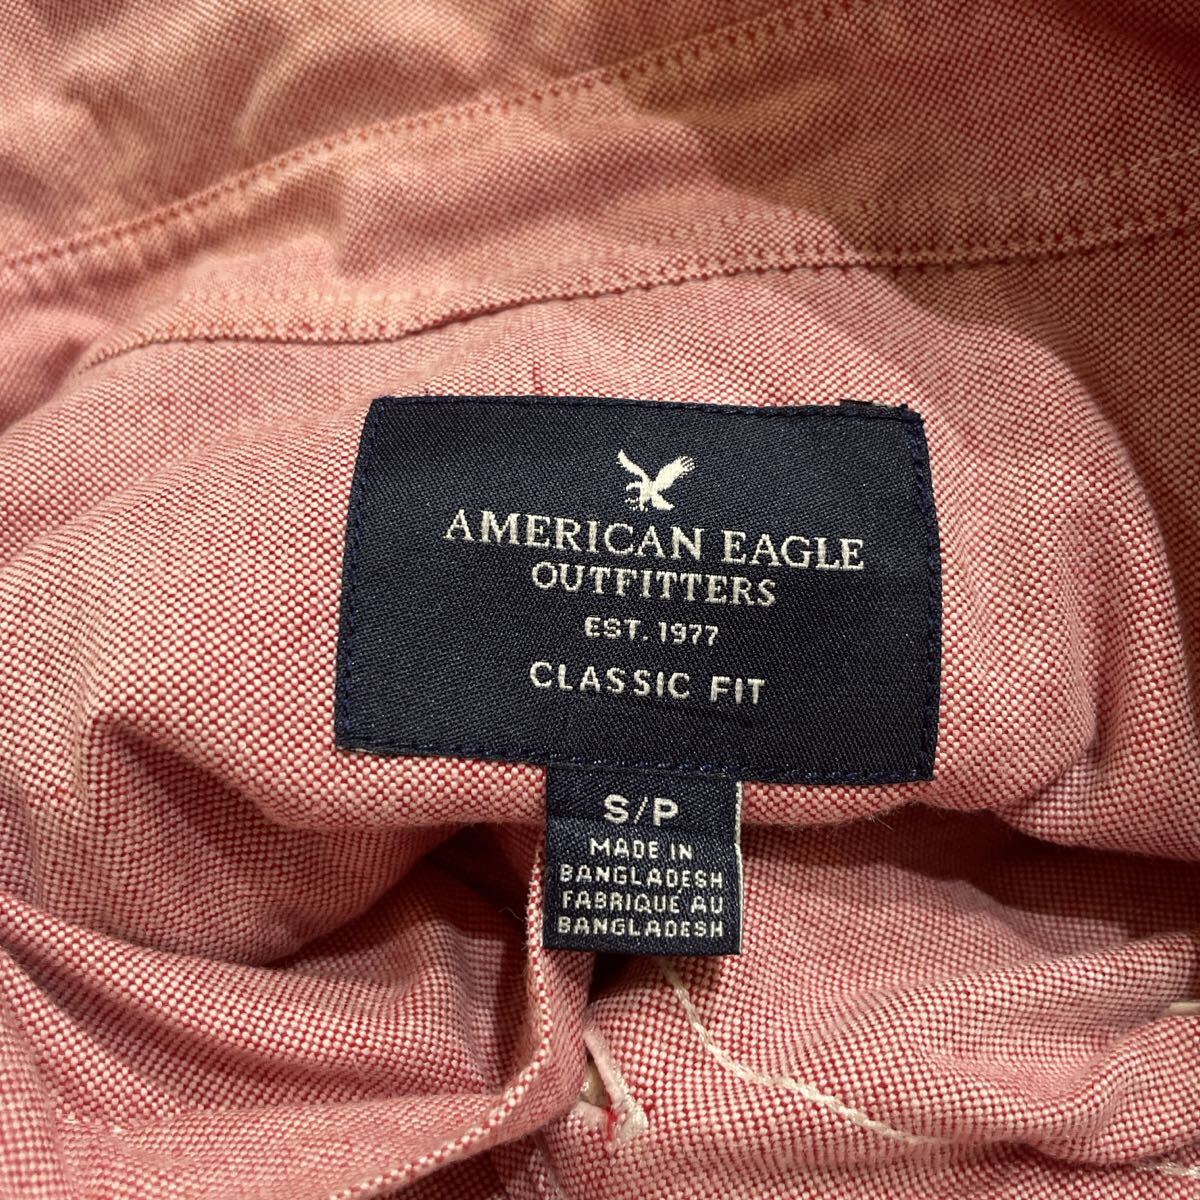 AMERICAN EAGLE
OUTFITTERS
EST. 1977
CLASSIC FIT
S/P
MADE IN
BANGLADESH
FABRIQUE AU
BANGLADESH